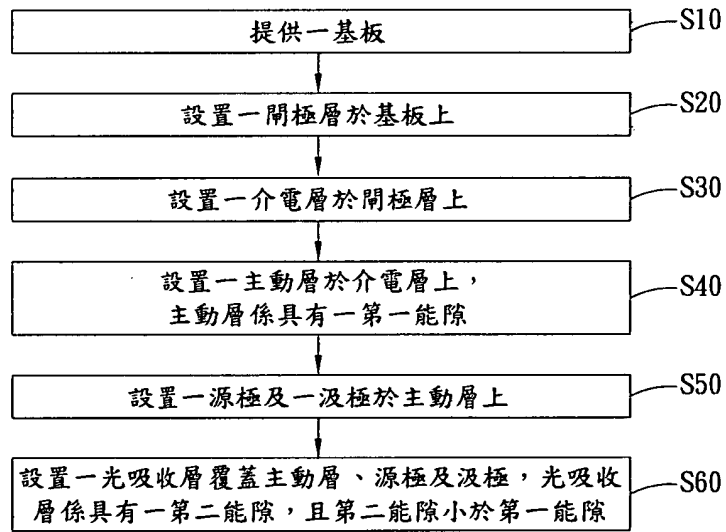 提供一基板
S10
設置一閘極層於基板上
S20
設置一介電層於閘極層上
S30
設置一主動層於介電層上,
主動層係具有一第一能隙
S40
設置一源極及一汲極於主動層上
S50
設置一光吸收層覆蓋主動層、源極及汲極,光吸收
層係具有一第二能隙,且第二能隙小於第一能隙
S60